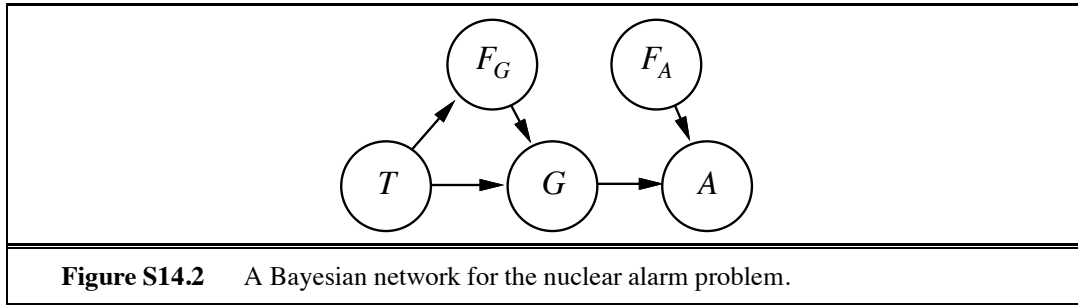 F_G F_A
T G A
Figure S14.2 A Bayesian network for the nuclear alarm problem.